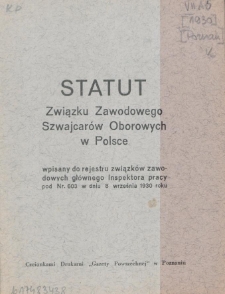 STATUT
Związku Zawodowego
Szwajcarów Oborowych
w Polsce
wpisany do rejestru związków zawo-
dowych głównego inspektora pracy
pod Nr. 803 w dniu 8 września 1930 roku
Czcionkami Drukarni „Gazety Powszechnej" w Poznaniu